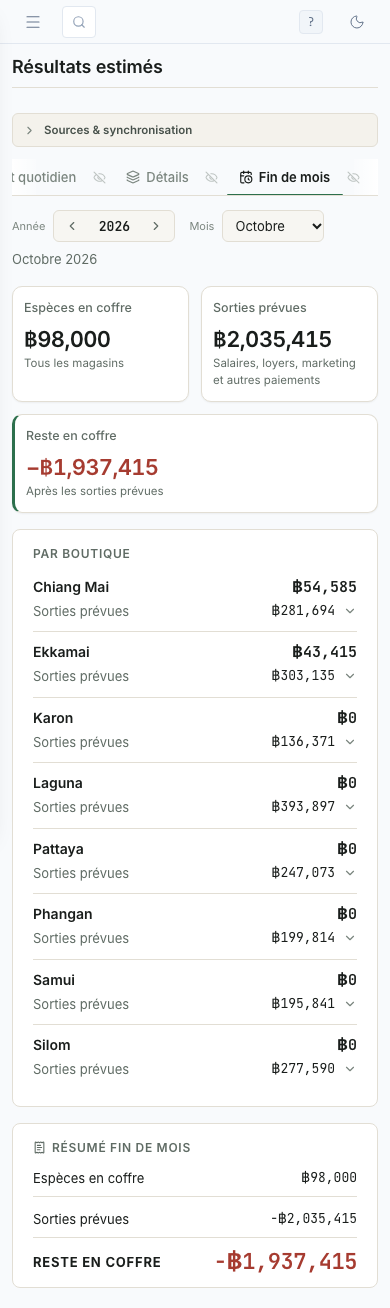 ?
Résultats estimés
Sources & synchronisation
t quotidien Détails Fin de mois
Année 2026 Mois Octobre
Octobre 2026
Espèces en coffre
฿98,000
Tous les magasins
Sorties prévues
฿2,035,415
Salaires, loyers, marketing
et autres paiements
Reste en coffre
−฿1,937,415
Après les sorties prévues
PAR BOUTIQUE
Chiang Mai ฿54,585
Sorties prévues ฿281,694
Ekkamai ฿43,415
Sorties prévues ฿303,135
Karon ฿0
Sorties prévues ฿136,371
Laguna ฿0
Sorties prévues ฿393,897
Pattaya ฿0
Sorties prévues ฿247,073
Phangan ฿0
Sorties prévues ฿199,814
Samui ฿0
Sorties prévues ฿195,841
Silom ฿0
Sorties prévues ฿277,590
RÉSUMÉ FIN DE MOIS
Espèces en coffre ฿98,000
Sorties prévues -฿2,035,415
RESTE EN COFFRE -฿1,937,415